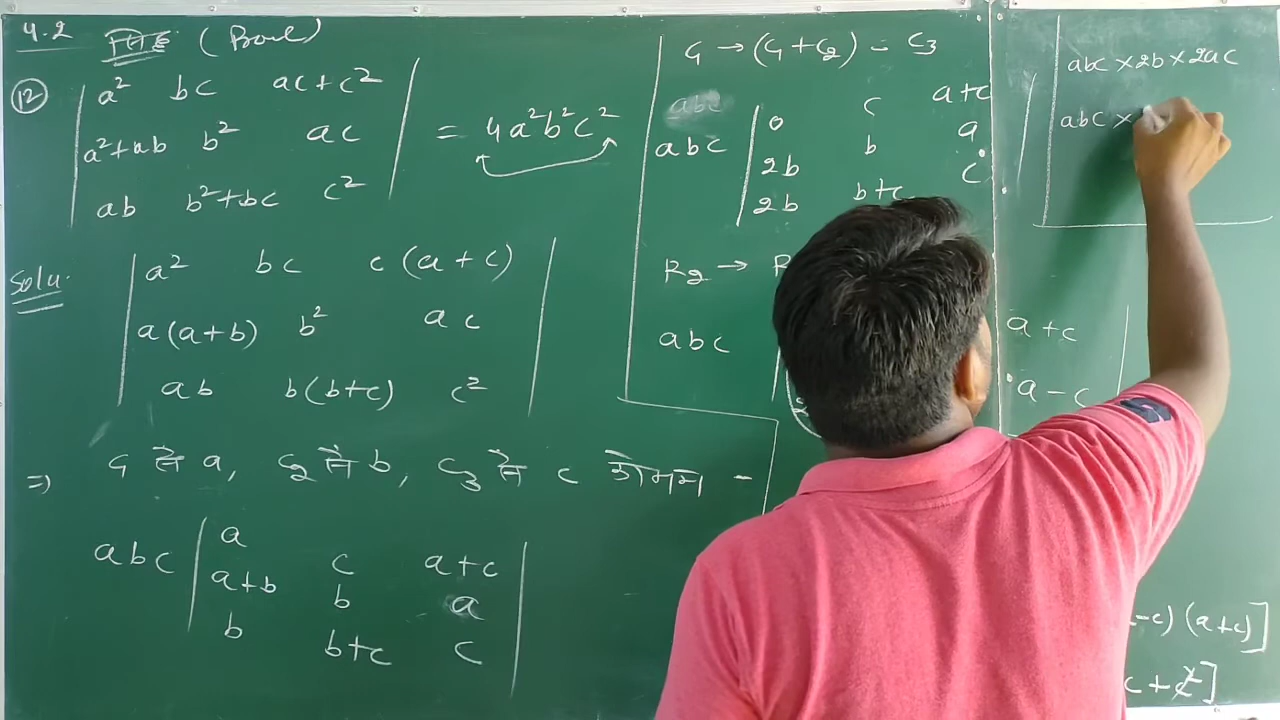 4.2 (Board)
⑫ | a² bc ac+c² |
| a²+ab b² ac | = 4a²b²c²
| ab b²+bc c² |
Solu.
| a² bc c(a+c) |
| a(a+b) b² ac |
| ab b(b+c) c² |
⇒ C₁ से a, C₂ से b, C₃ से c कॉमन -
abc | a c a+c |
| a+b b a |
| b b+c c |
C₁ → (C₁+C₂) - C₃
abc | 0 c a+c |
| 2b b a |
| 2b b+c c |
R₂ →
abc
a+c
a-c
-c) (a+c)]
c+c²]
abc×2b×2ac
abc×